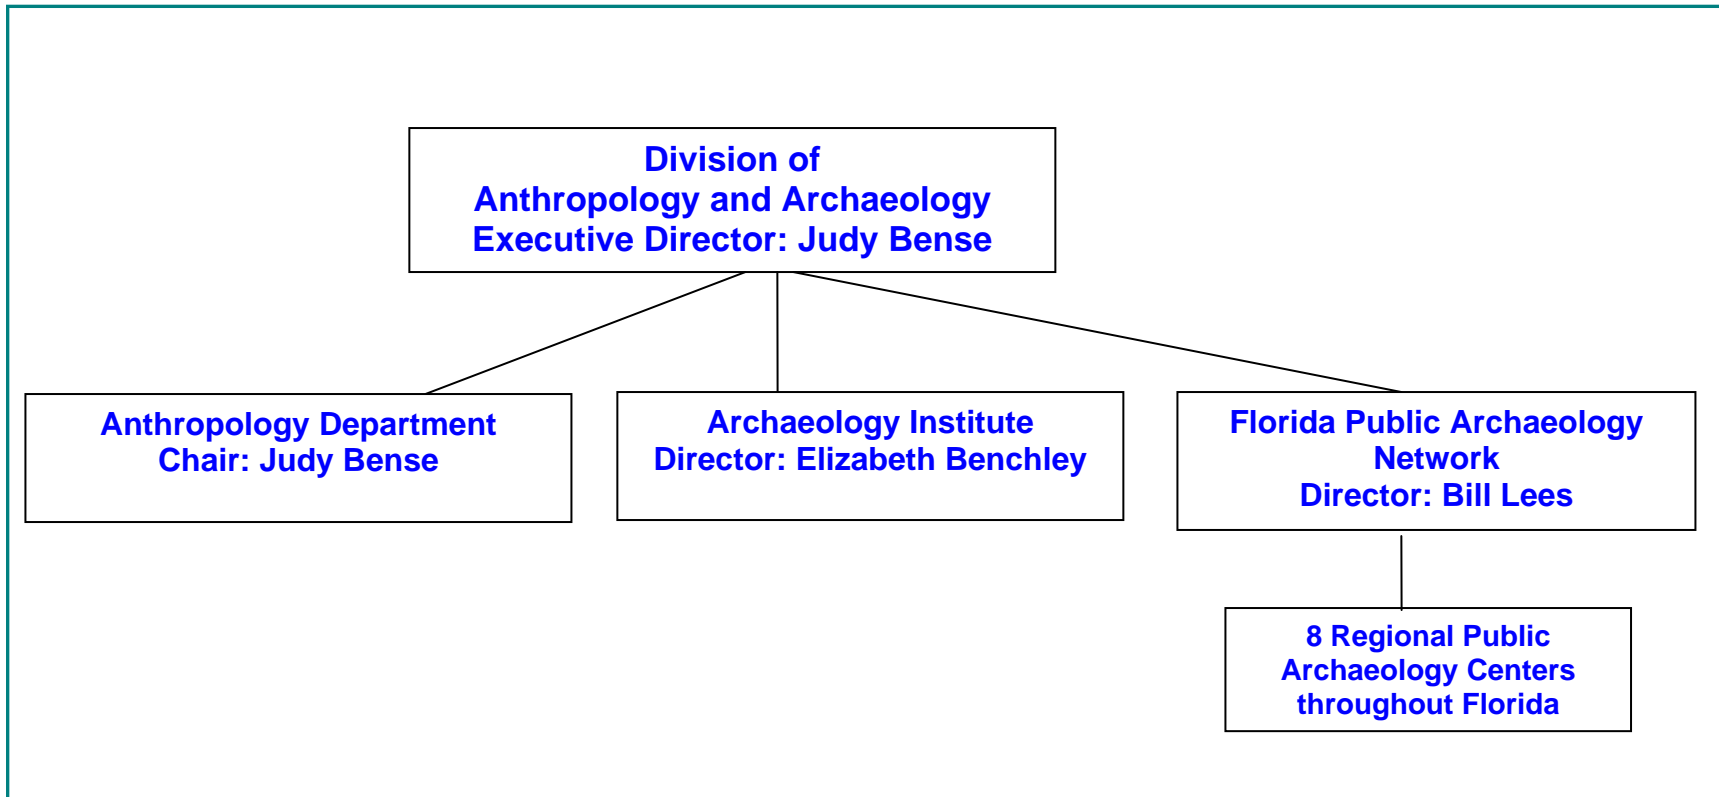 Division of
Anthropology and Archaeology
Executive Director: Judy Bense
Anthropology Department
Chair: Judy Bense
Archaeology Institute
Director: Elizabeth Benchley
Florida Public Archaeology
Network
Director: Bill Lees
8 Regional Public
Archaeology Centers
throughout Florida